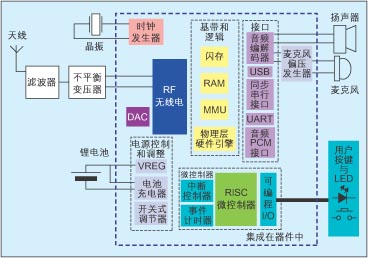 天线
滤波器
不平衡
变压器
晶振
时钟
发生器
RF
无线电
DAC
基带和
逻辑
闪存
RAM
MMU
物理层
硬件引擎
接口
音频
编解
码器
USB
同步
串行
接口
UART
音频
PCM
接口
扬声器
麦克风
偏压
发生器
麦克风
锂电池
电源控制
和调整
VREG
电池
充电器
开关式
调节器
微控制器
中断
控制器
事件
计时器
RiSC
微控制器
可
编
程
I/O
用户
按键
与
LED
集成在器件中